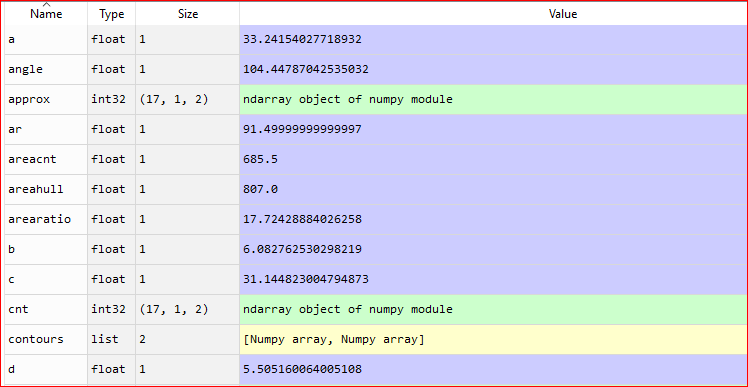 Name Type Size Value
a float 1 33.24154027718932
angle float 1 104.44787042535032
approx int32 (17, 1, 2) ndarray object of numpy module
ar float 1 91.49999999999997
areacnt float 1 685.5
areahull float 1 807.0
arearatio float 1 17.72428884026258
b float 1 6.082762530298219
c float 1 31.144823004794873
cnt int32 (17, 1, 2) ndarray object of numpy module
contours list 2 [Numpy array, Numpy array]
d float 1 5.505160064005108